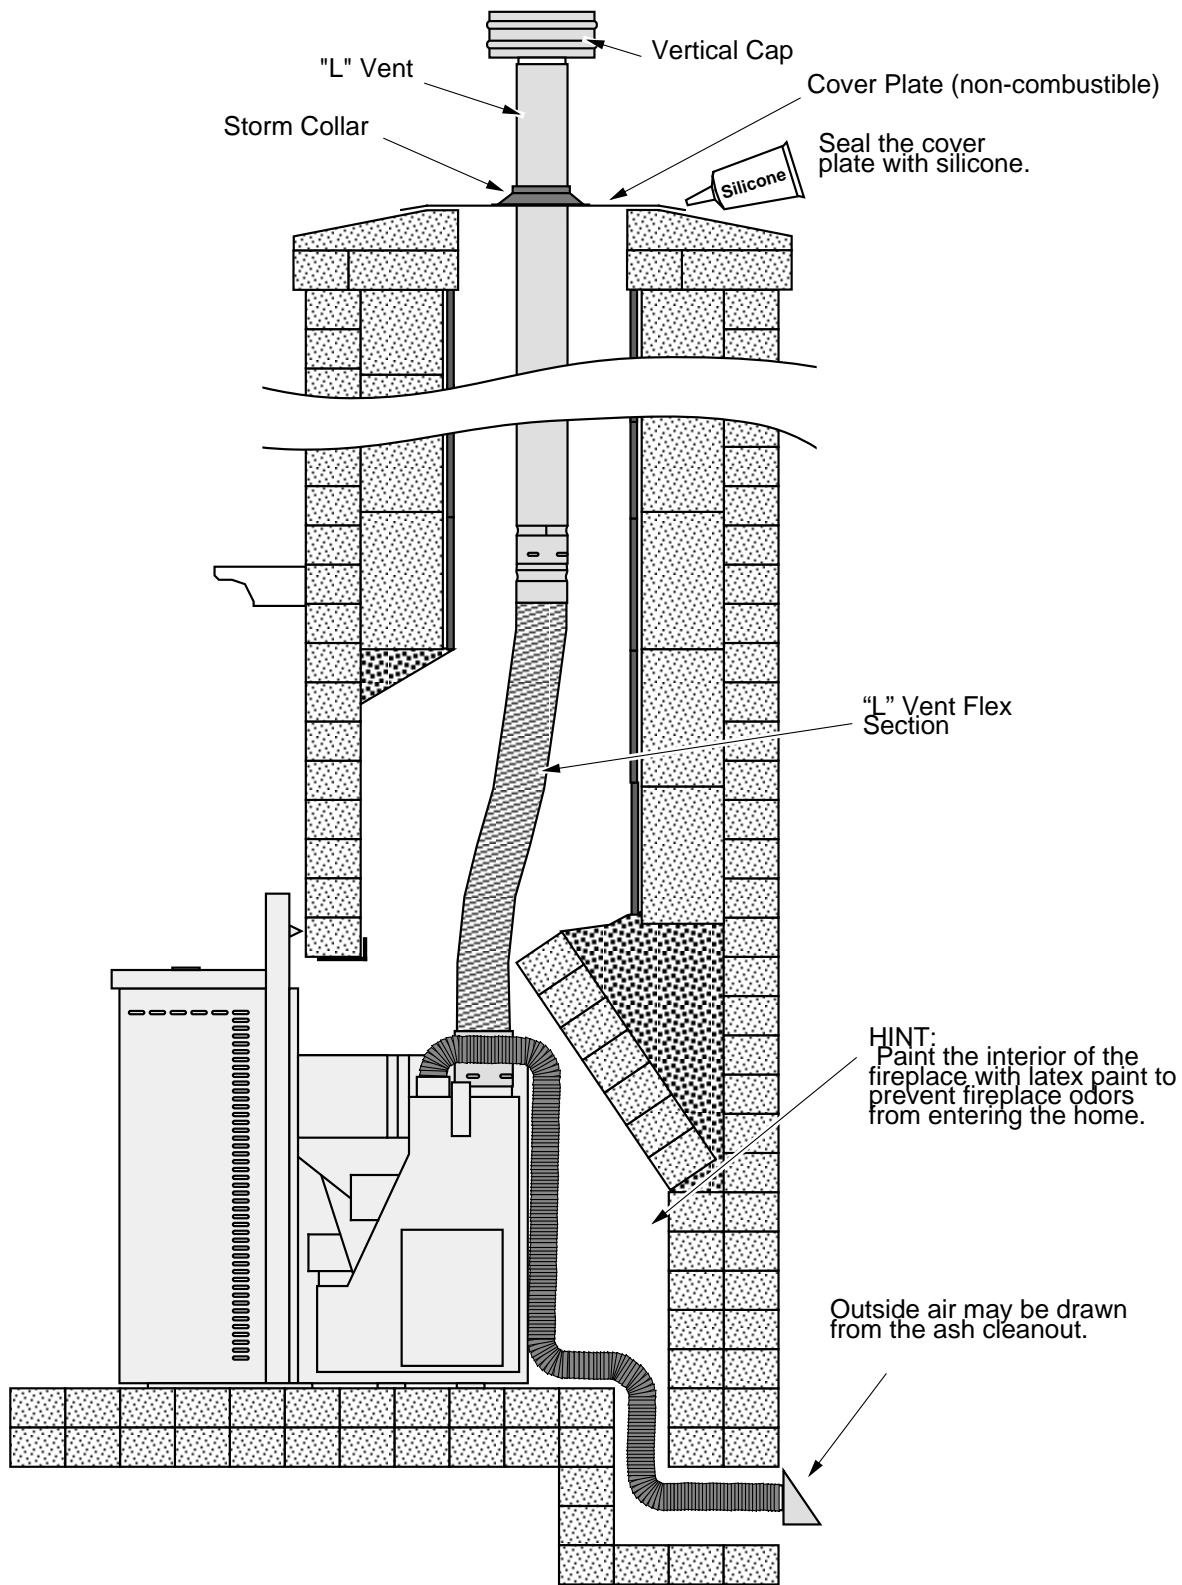 Vertical Cap
"L" Vent
Cover Plate (non-combustible)
Storm Collar
Seal the cover
plate with silicone.
Silicone
“L” Vent Flex
Section
HINT:
Paint the interior of the
fireplace with latex paint to
prevent fireplace odors
from entering the home.
Outside air may be drawn
from the ash cleanout.